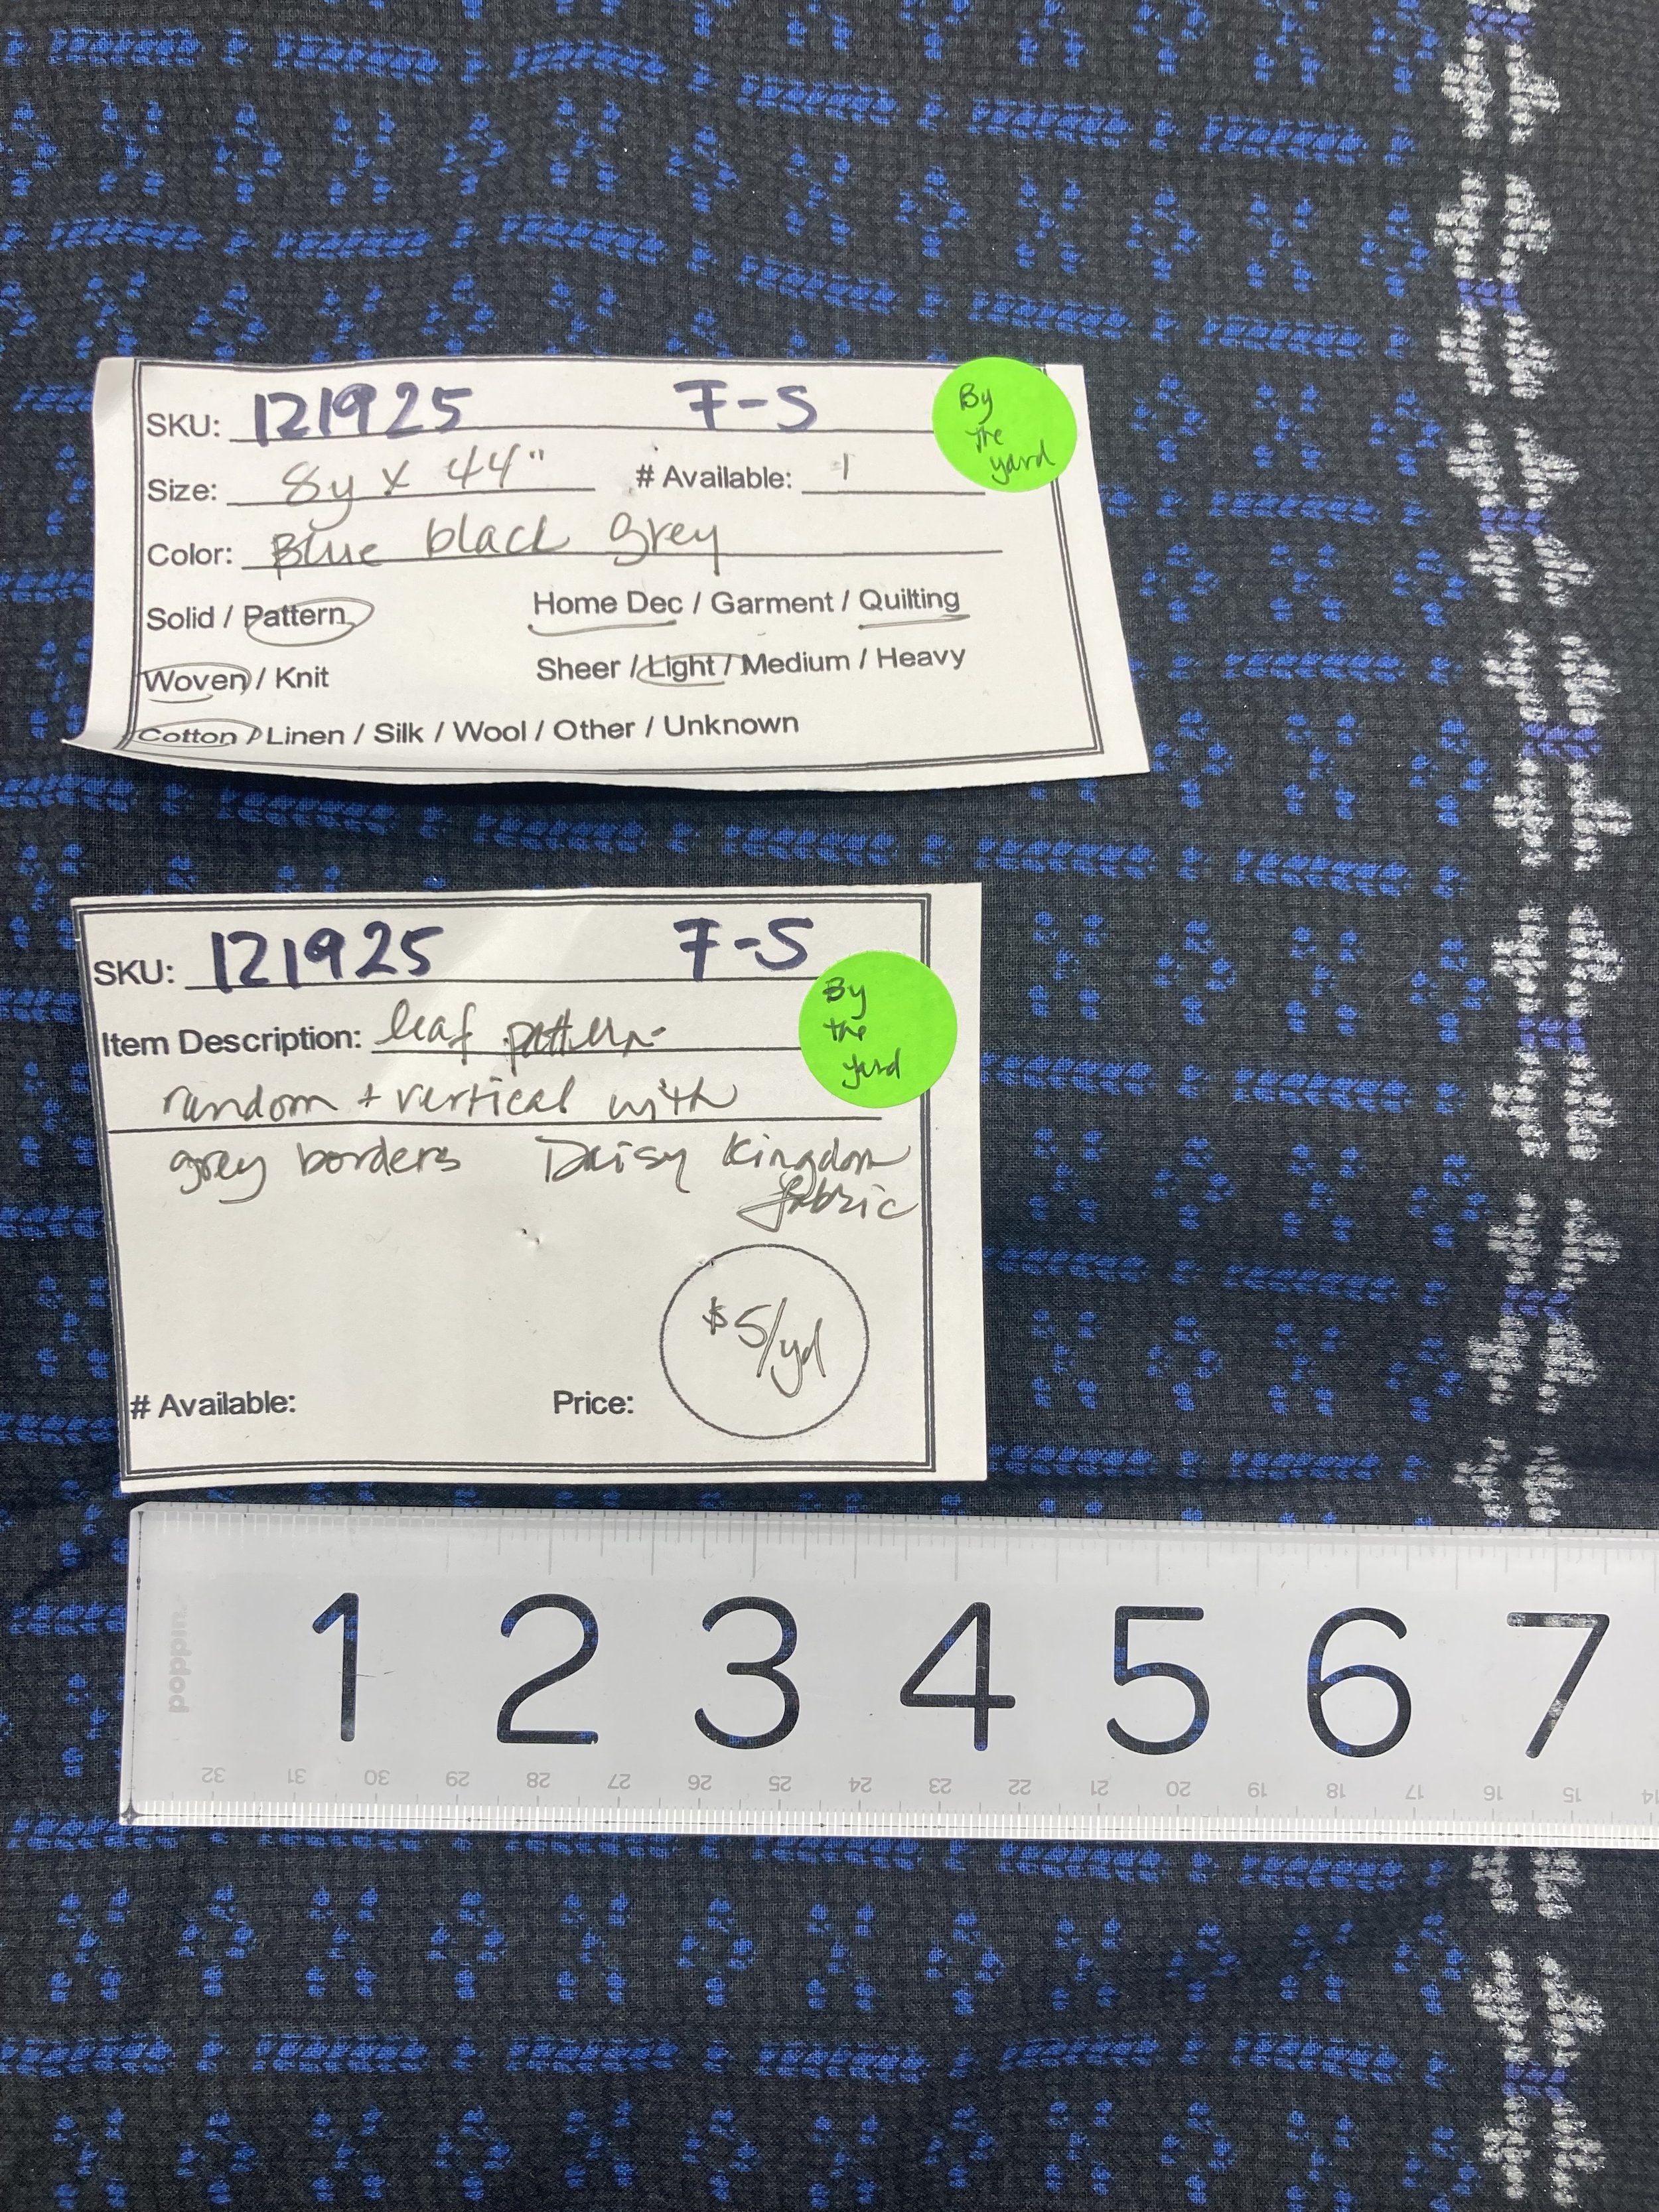 SKU: 121925 7-S
By
the
yard
Size: 8y x 44" # Available: 1
Color: Blue black grey
Solid / Pattern Home Dec / Garment / Quilting
Woven / Knit Sheer / Light / Medium / Heavy
Cotton / Linen / Silk / Wool / Other / Unknown
SKU: 121925 7-S
By
the
yard
Item Description: leaf pattern
random + vertical with
grey borders Daisy Kingdom
fabric
$5/yd
# Available: Price:
poppin.
1 2 3 4 5 6 7
32 31 30 29 28 27 26 25 24 23 22 21 20 19 18 17 16 15 14